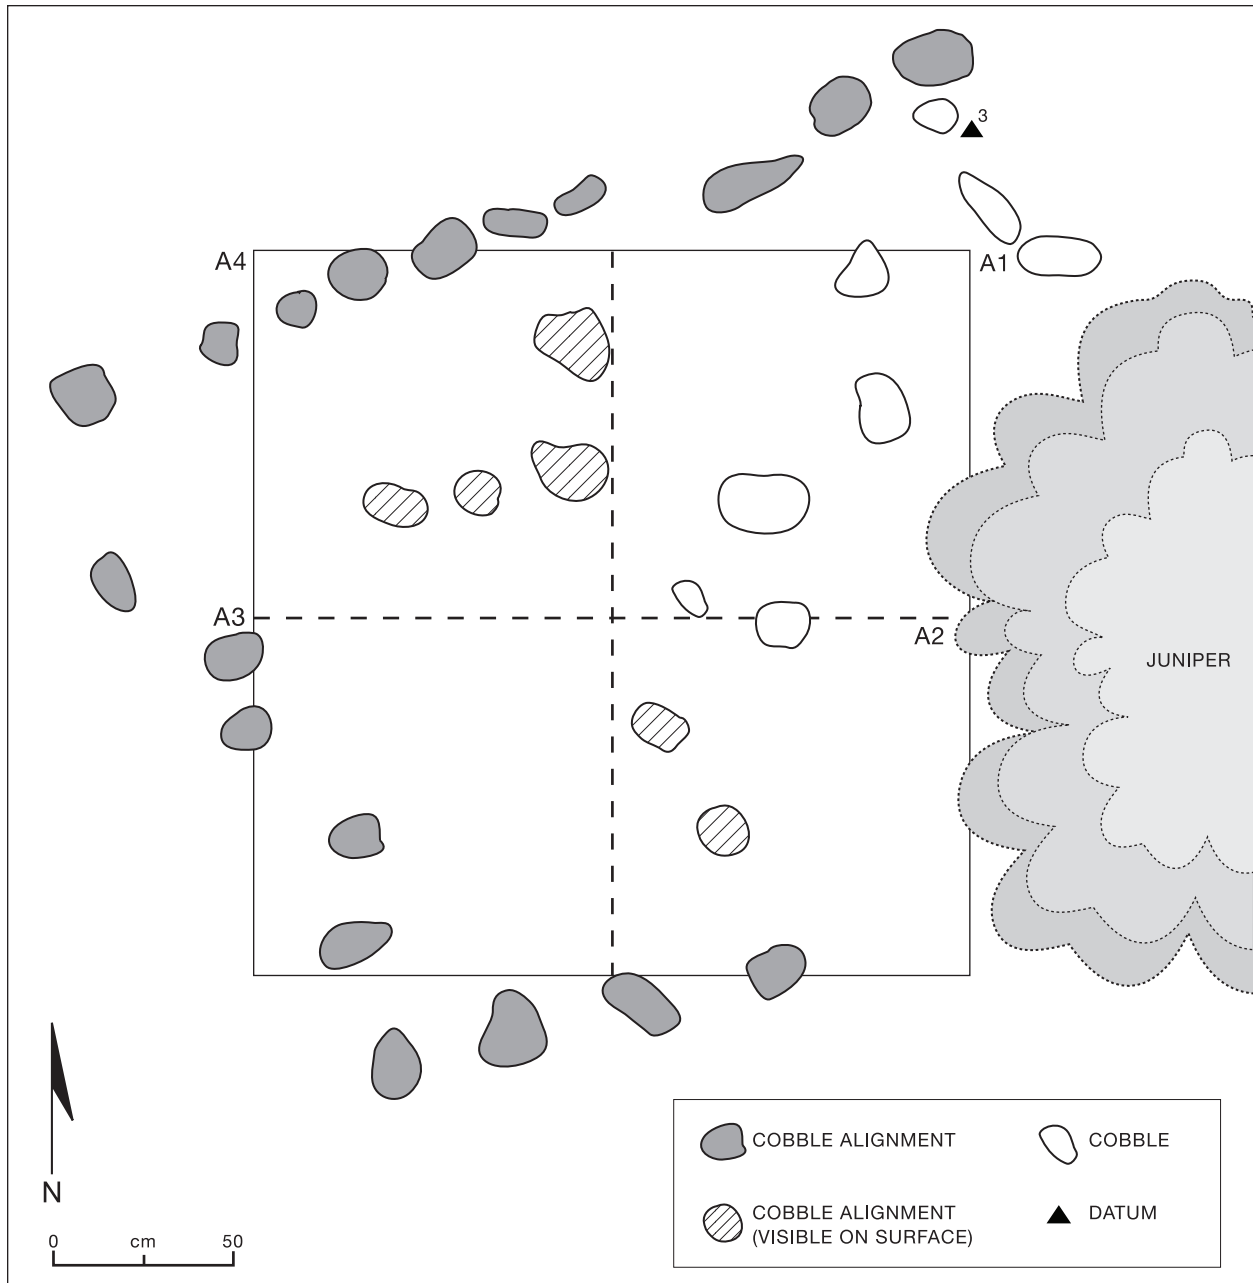 3
A4
A1
A3
A2
JUNIPER
N
0 cm 50
COBBLE ALIGNMENT
COBBLE
COBBLE ALIGNMENT
(VISIBLE ON SURFACE)
DATUM